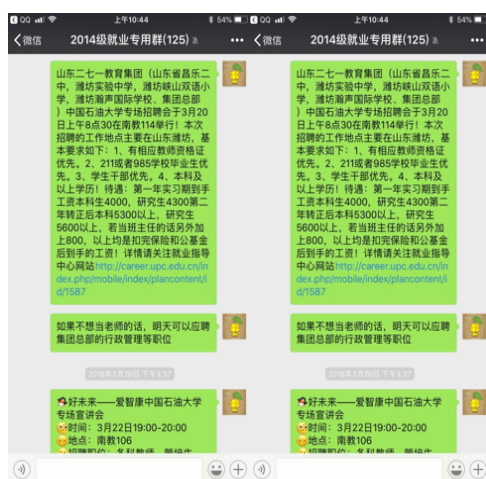 QQ 上午10:44 54%
微信 2014级就业专用群(125)
山东二七一教育集团（山东省昌乐二
中，潍坊实验中学，潍坊峡山双语小
学，潍坊瀚声国际学校、集团总部
）中国石油大学专场招聘会于3月20
日上午8点30在南教114举行！本次
招聘的工作地点主要在山东潍坊，基
本要求如下：1、有相应教师资格证
优先。2、211或者985学校毕业生优
先。3、学生干部优先。4、本科及
以上学历！待遇：第一年实习期到手
工资本科生4000，研究生4300第二
年转正后本科5300以上，研究生
5600以上，若当班主任的话另外加
上800，以上均是扣完保险和公基金
后到手的工资！详情请关注就业指导
中心网站http://career.upc.edu.cn/in
dex.php/mobile/index/plancontent/i
d/1587
如果不想当老师的话，明天可以应聘
集团总部的行政管理等职位
2018年3月20日 下午3:37
好未来——爱智康中国石油大学
专场宣讲会
时间：3月22日19:00-20:00
地点：南教106
QQ 上午10:44 54%
微信 2014级就业专用群(125)
山东二七一教育集团（山东省昌乐二
中，潍坊实验中学，潍坊峡山双语小
学，潍坊瀚声国际学校、集团总部
）中国石油大学专场招聘会于3月20
日上午8点30在南教114举行！本次
招聘的工作地点主要在山东潍坊，基
本要求如下：1、有相应教师资格证
优先。2、211或者985学校毕业生优
先。3、学生干部优先。4、本科及
以上学历！待遇：第一年实习期到手
工资本科生4000，研究生4300第二
年转正后本科5300以上，研究生
5600以上，若当班主任的话另外加
上800，以上均是扣完保险和公基金
后到手的工资！详情请关注就业指导
中心网站http://career.upc.edu.cn/in
dex.php/mobile/index/plancontent/i
d/1587
如果不想当老师的话，明天可以应聘
集团总部的行政管理等职位
2018年3月20日 下午3:37
好未来——爱智康中国石油大学
专场宣讲会
时间：3月22日19:00-20:00
地点：南教106